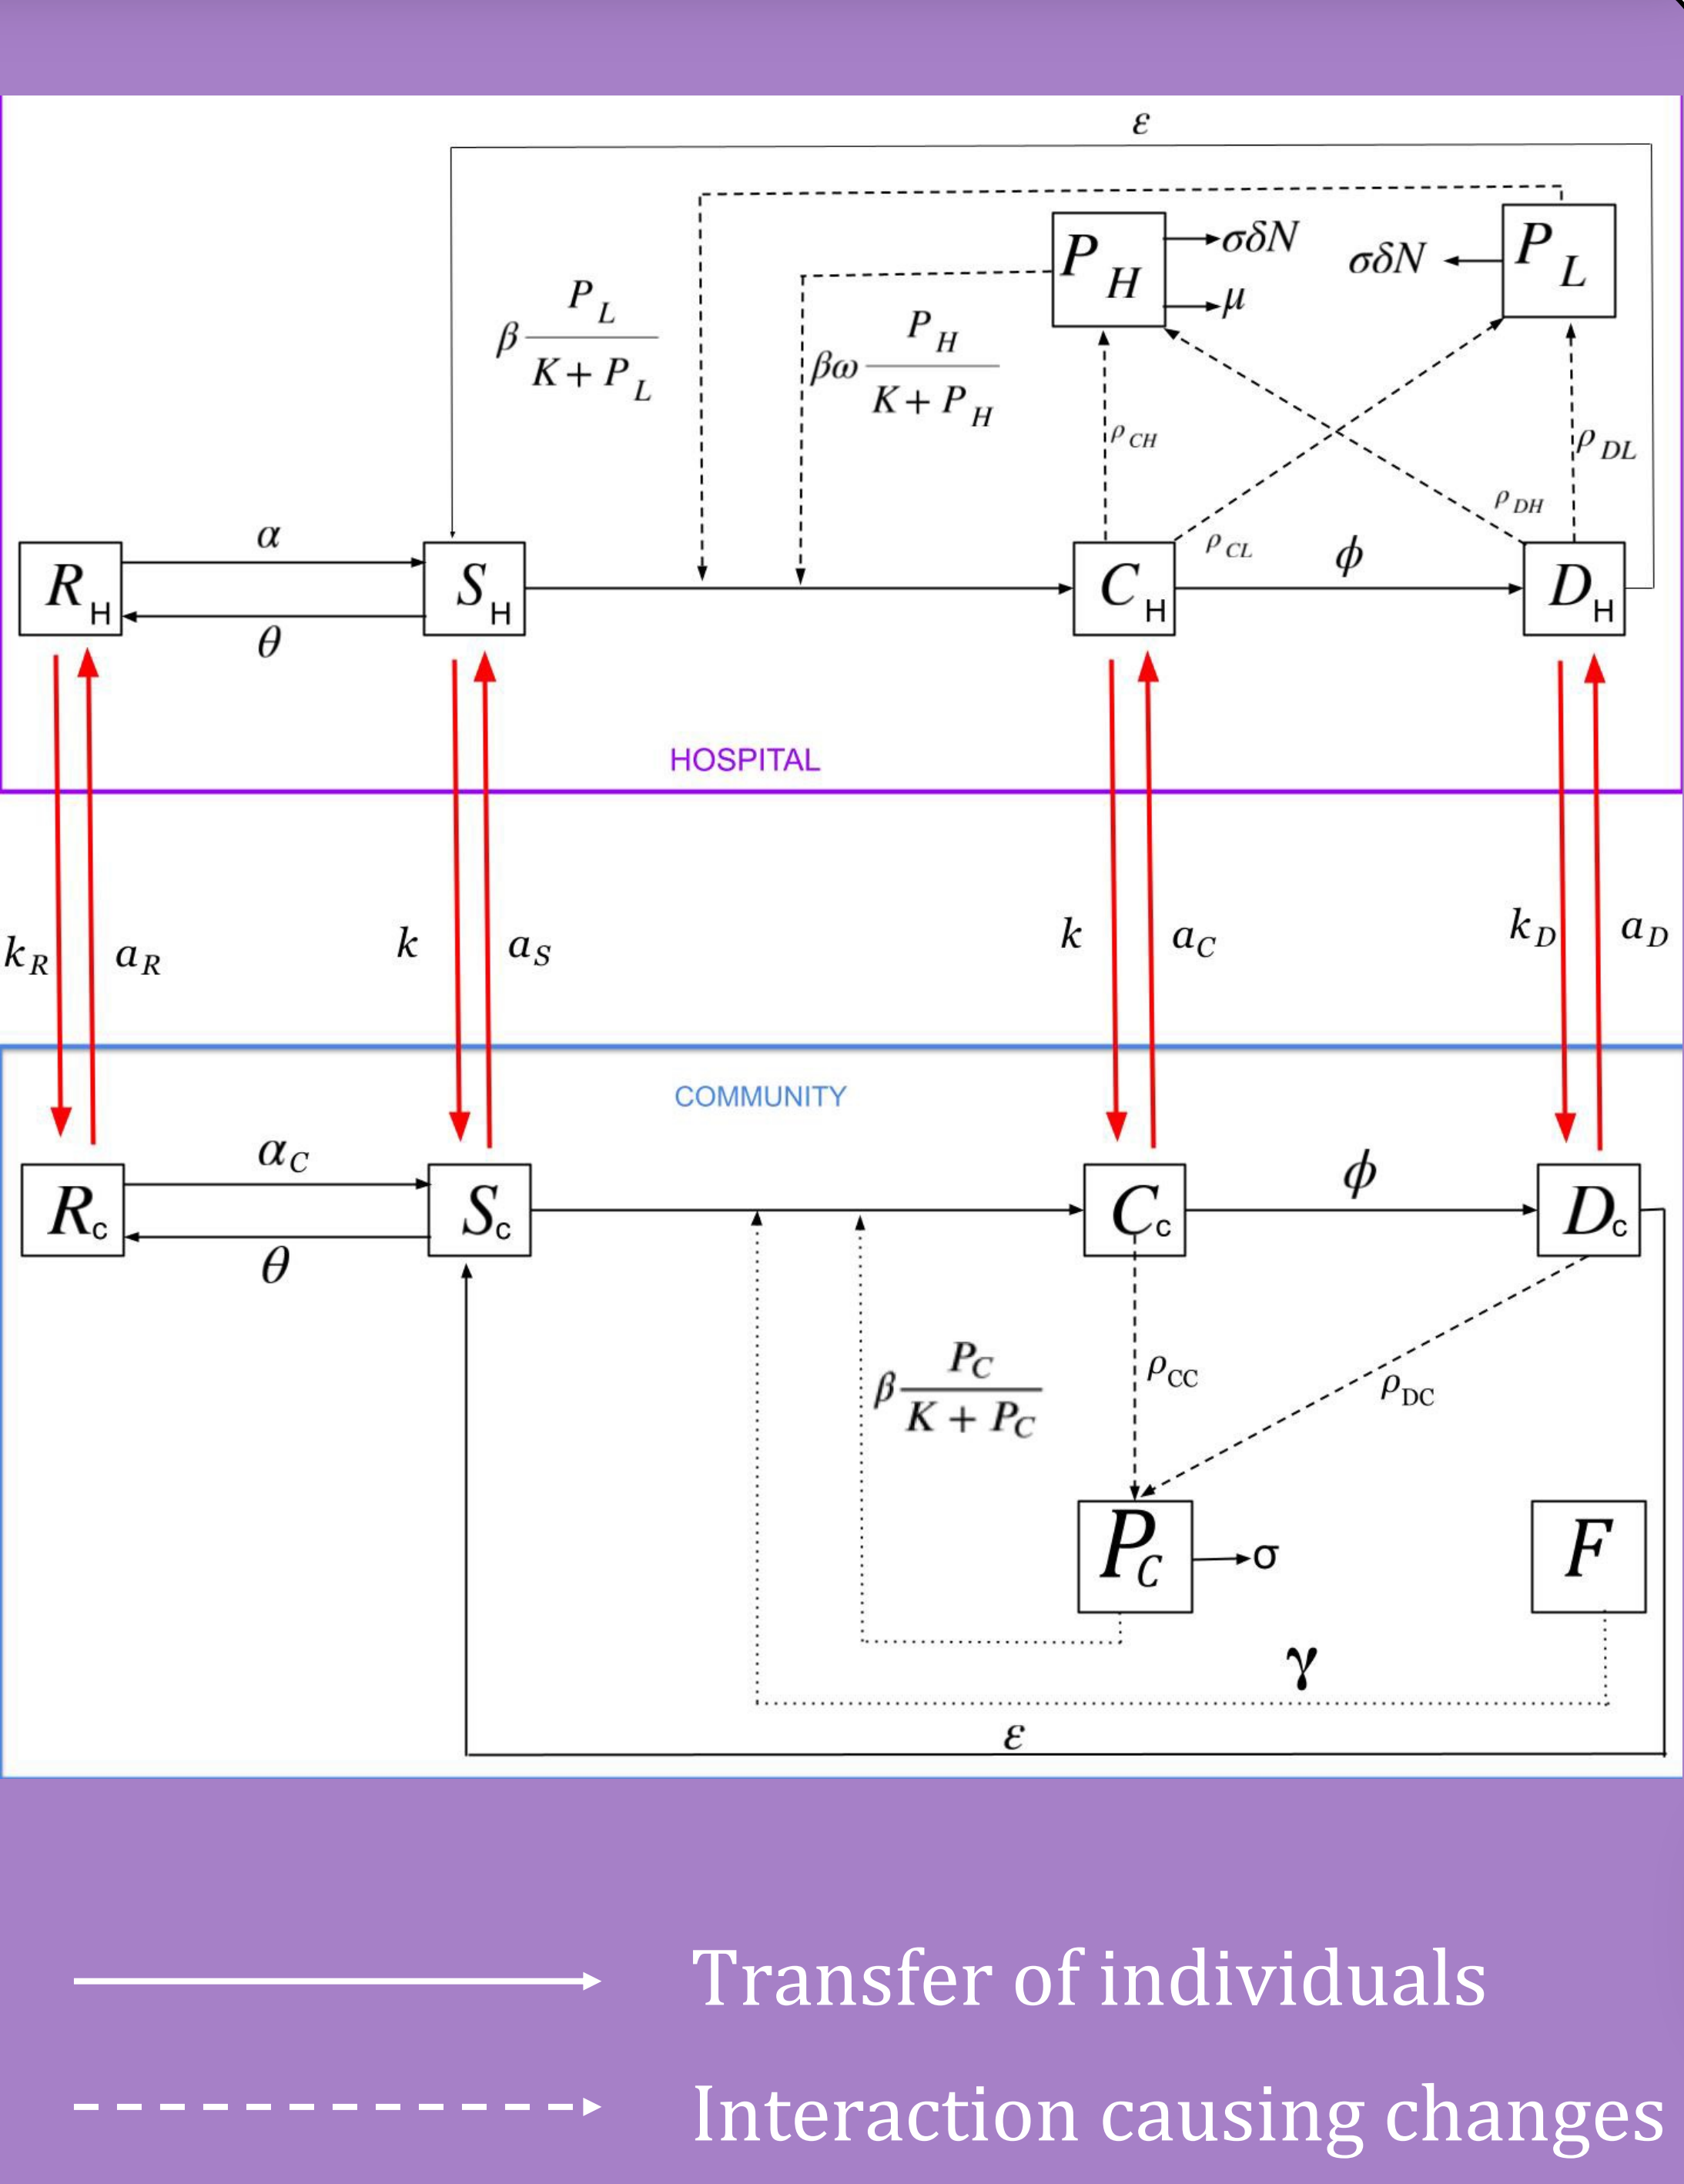 ε
P_H
σδN
μ
σδN
P_L
β P_L / K + P_L
βω P_H / K + P_H
ρ_CH
ρ_DL
ρ_DH
ρ_CL
α
ϕ
R_H
S_H
C_H
D_H
θ
HOSPITAL
k_R
a_R
k
a_S
k
a_C
k_D
a_D
COMMUNITY
α_C
ϕ
R_c
S_c
C_c
D_c
θ
β P_C / K + P_C
ρ_CC
ρ_DC
P_C
σ
F
γ
ε
Transfer of individuals
Interaction causing changes